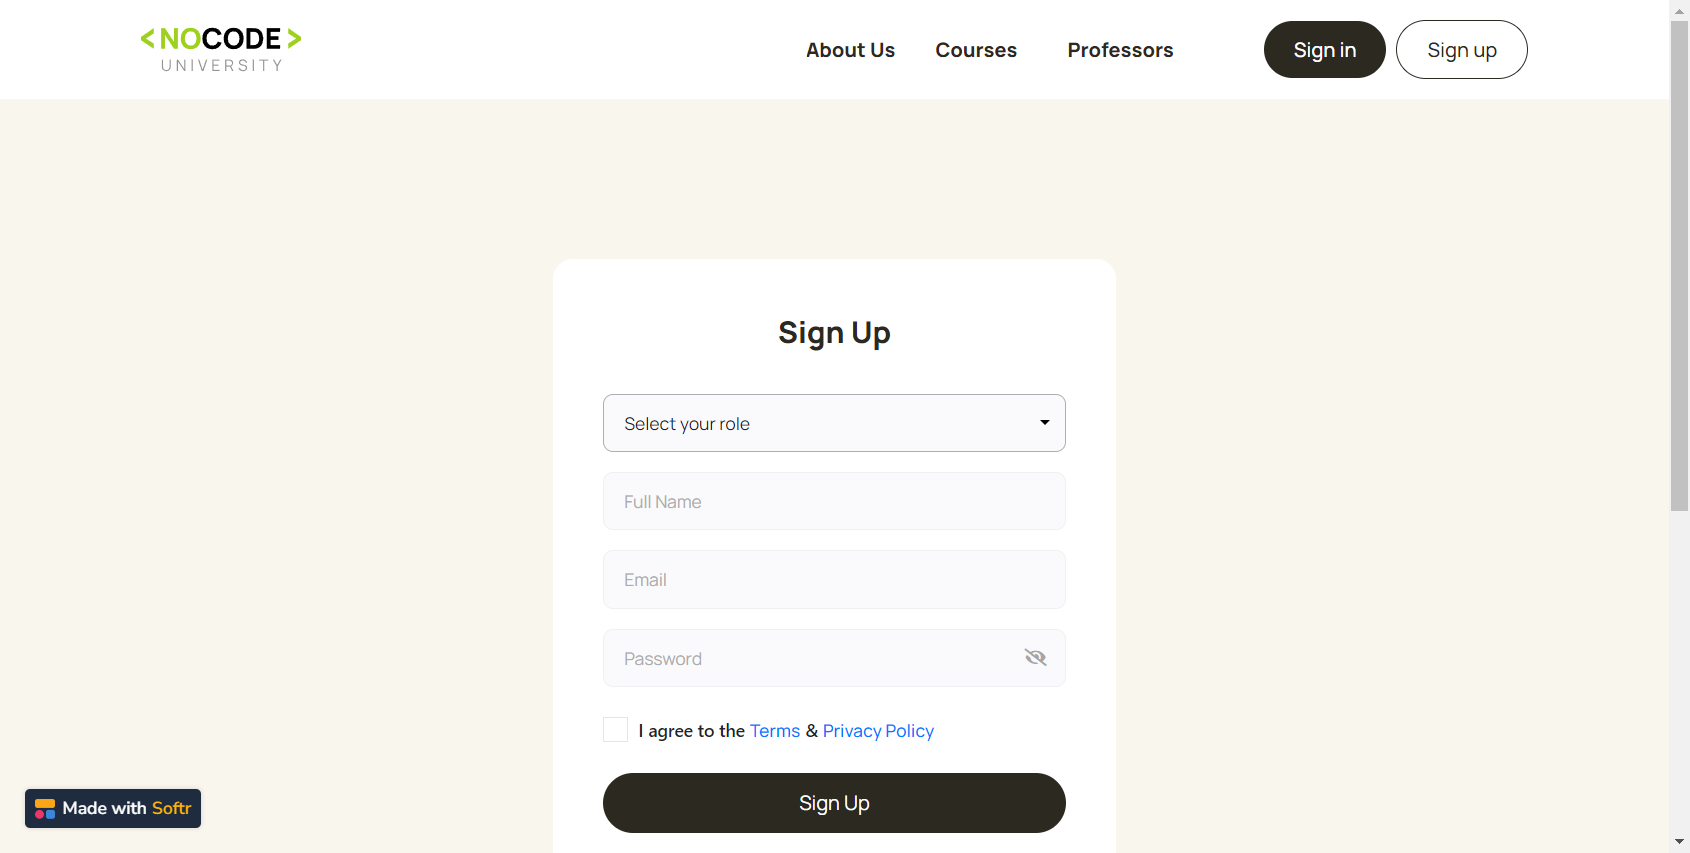 <NOCODE>
UNIVERSITY
About Us Courses Professors Sign in Sign up
Sign Up
Select your role
Full Name
Email
Password
I agree to the Terms & Privacy Policy
Sign Up
Made with Softr